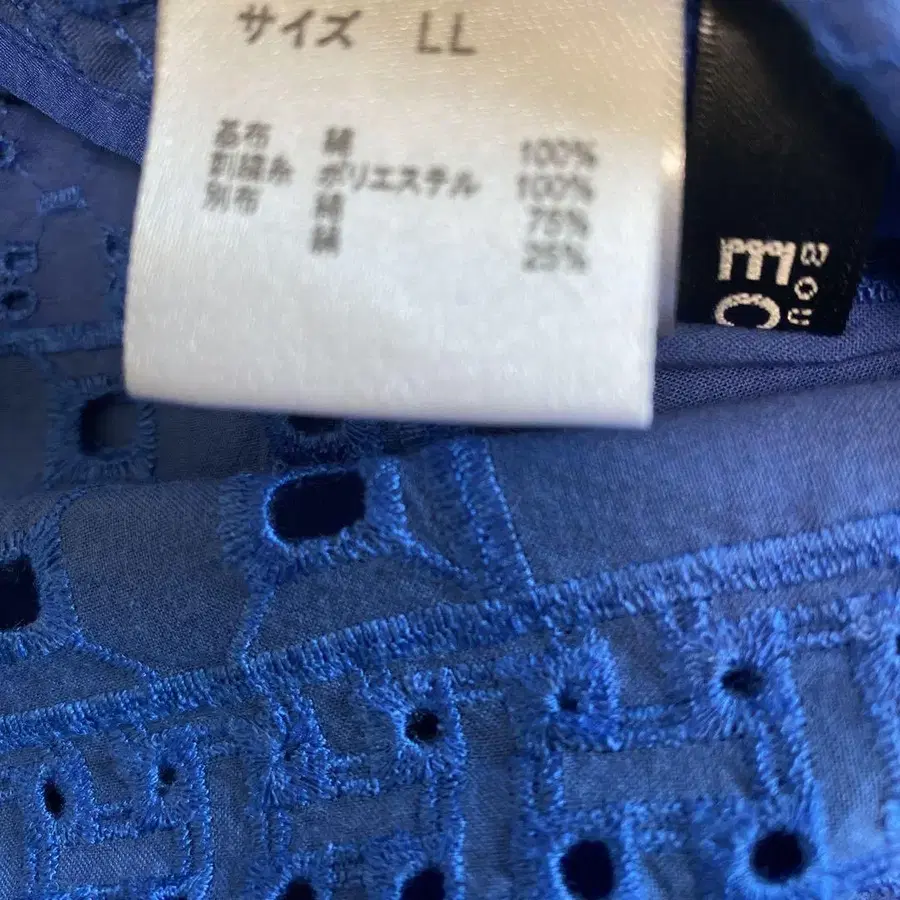 サイズ LL
基布 綿 100%
刺繍糸 ポリエステル 100%
別布 綿 75%
絹 25%